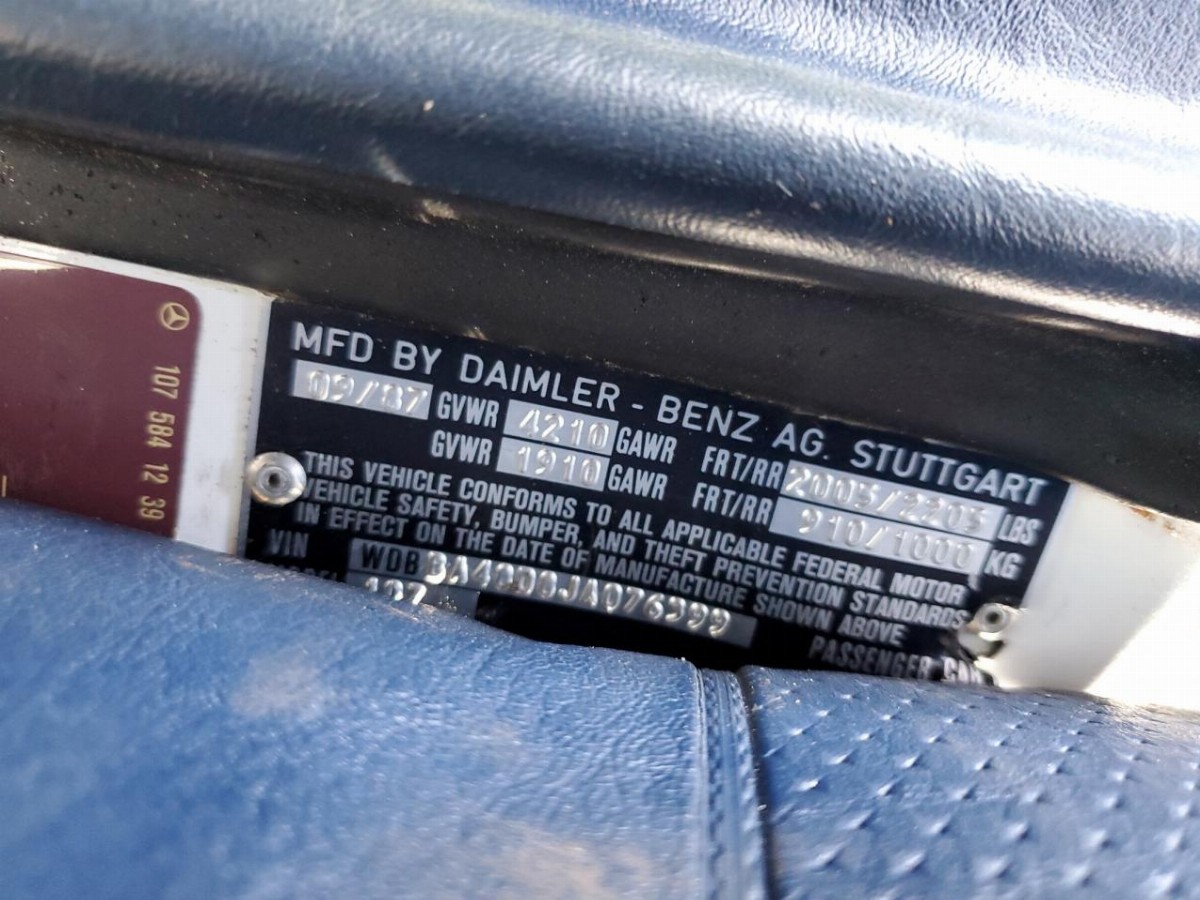 107 584 12 39
MFD BY DAIMLER - BENZ AG. STUTTGART
09/87 GVWR 4210 GAWR FRT/RR 2005/2205 LBS
GVWR 1910 GAWR FRT/RR 910/1000 KG
THIS VEHICLE CONFORMS TO ALL APPLICABLE FEDERAL MOTOR
VEHICLE SAFETY, BUMPER, AND THEFT PREVENTION STANDARDS
IN EFFECT ON THE DATE OF MANUFACTURE SHOWN ABOVE
VIN WDB
107 PASSENGER CAR